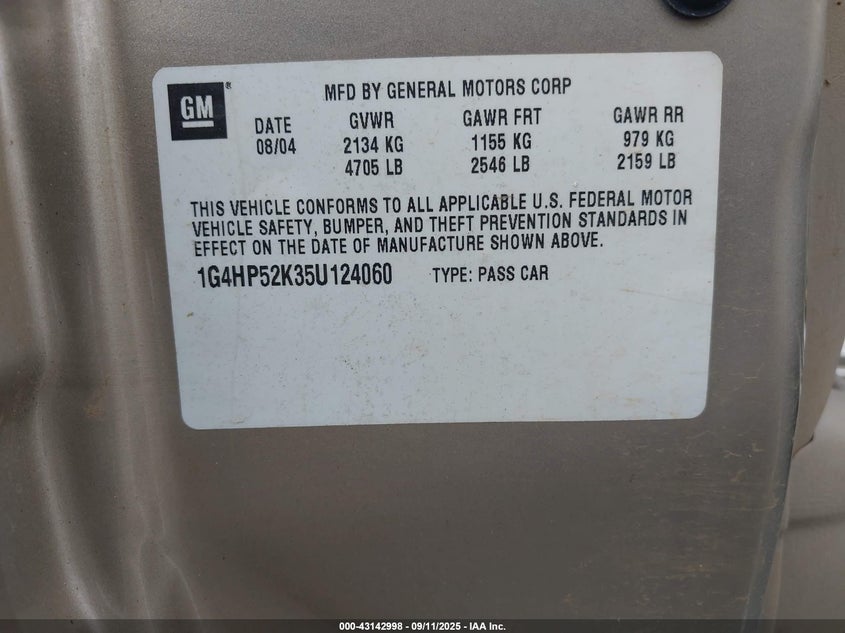 GM®
MFD BY GENERAL MOTORS CORP
DATE GVWR GAWR FRT GAWR RR
08/04 2134 KG 1155 KG 979 KG
4705 LB 2546 LB 2159 LB
THIS VEHICLE CONFORMS TO ALL APPLICABLE U.S. FEDERAL MOTOR
VEHICLE SAFETY, BUMPER, AND THEFT PREVENTION STANDARDS IN
EFFECT ON THE DATE OF MANUFACTURE SHOWN ABOVE.
1G4HP52K35U124060 TYPE: PASS CAR
000-43142998 - 09/11/2025 - IAA Inc.